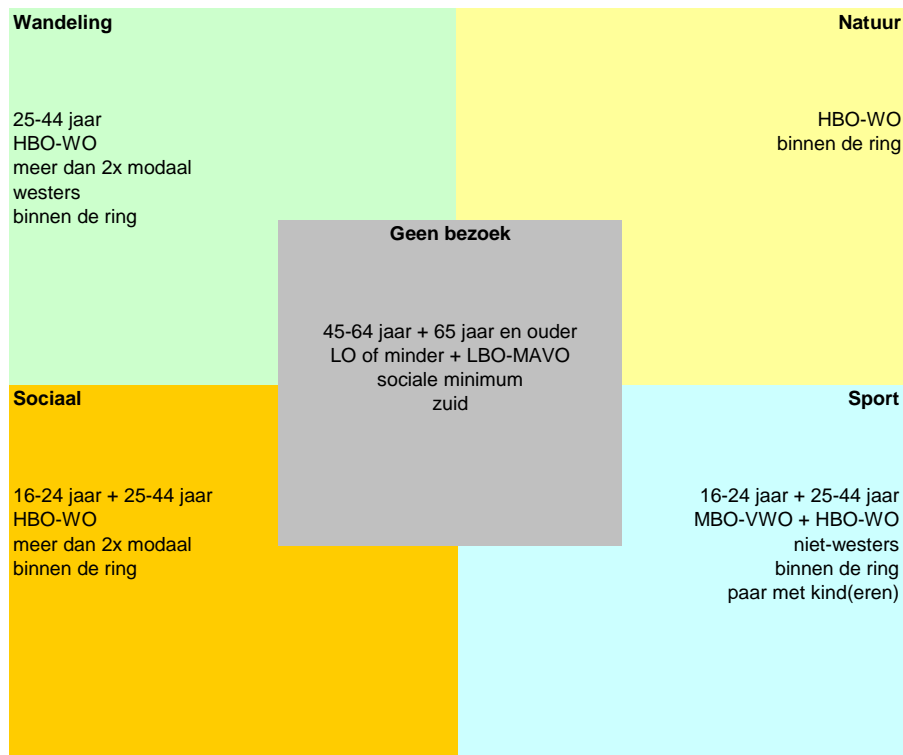 Wandeling
25-44 jaar
HBO-WO
meer dan 2x modaal
westers
binnen de ring
Natuur
HBO-WO
binnen de ring
Geen bezoek
45-64 jaar + 65 jaar en ouder
LO of minder + LBO-MAVO
sociale minimum
zuid
Sociaal
16-24 jaar + 25-44 jaar
HBO-WO
meer dan 2x modaal
binnen de ring
Sport
16-24 jaar + 25-44 jaar
MBO-VWO + HBO-WO
niet-westers
binnen de ring
paar met kind(eren)